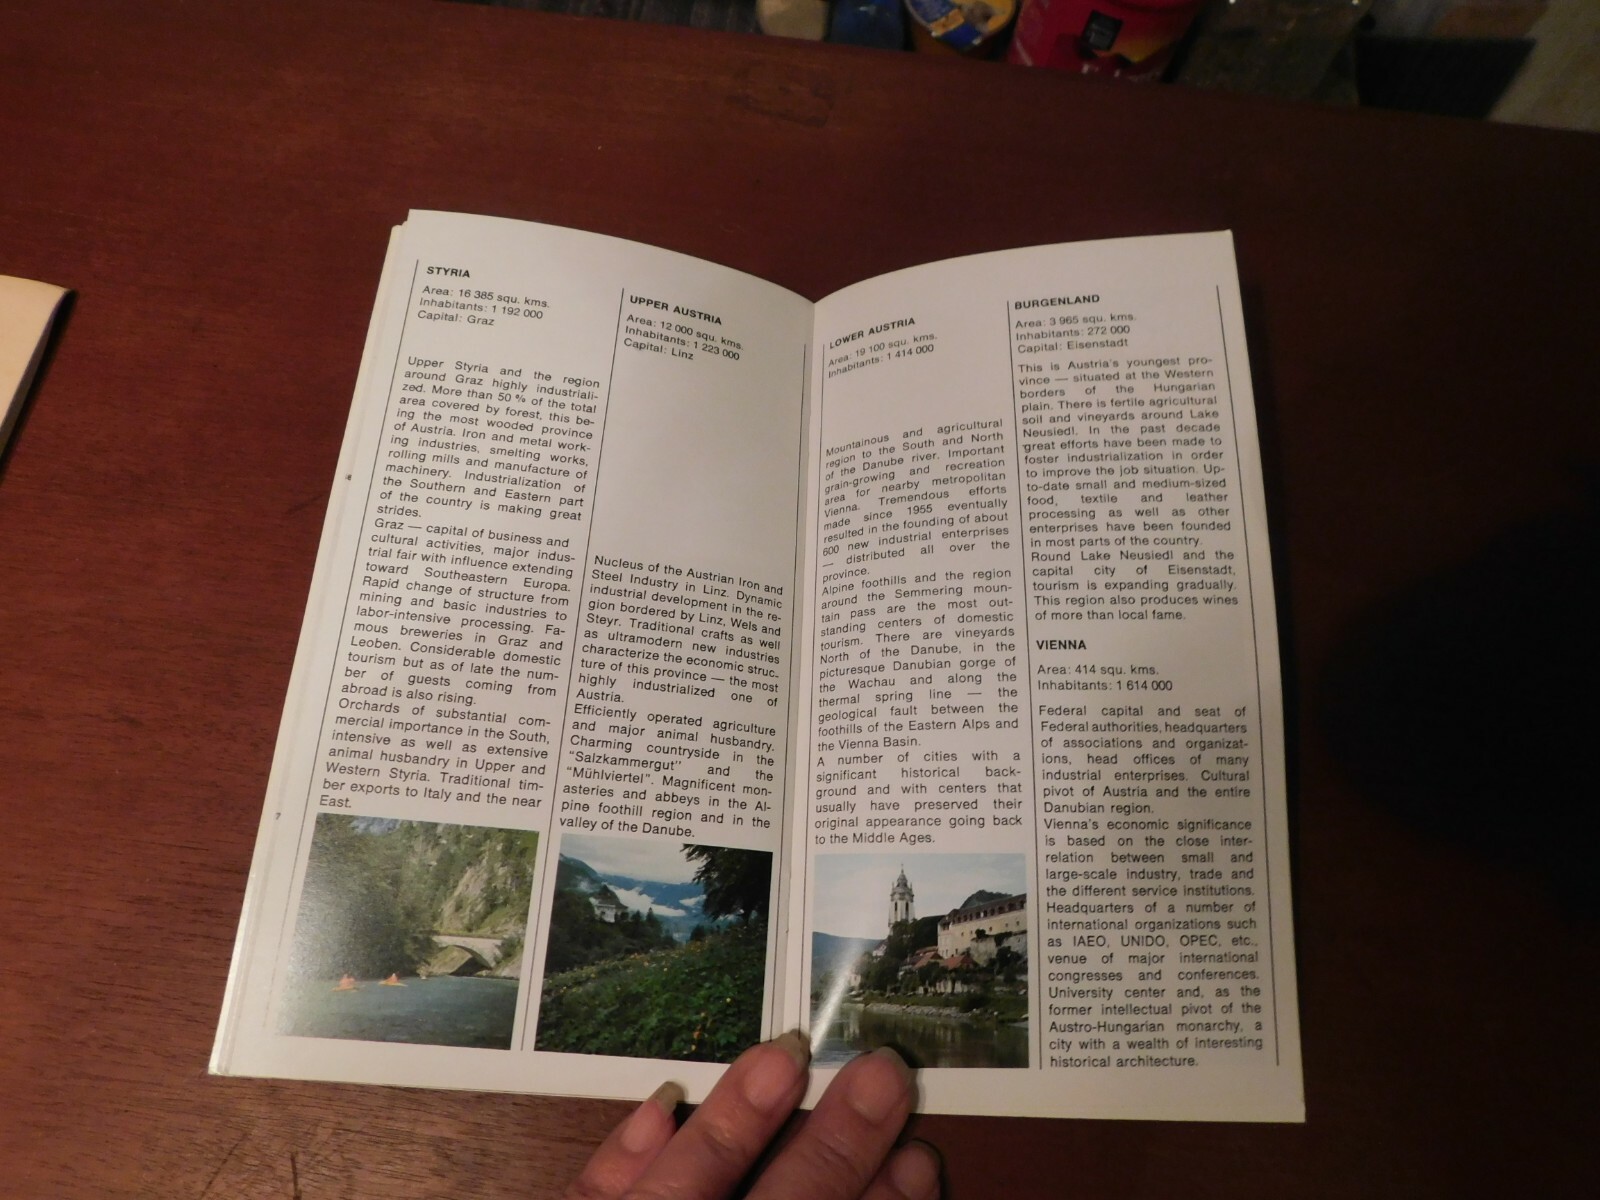 STYRIA
Area: 16 385 squ. kms.
Inhabitants: 1 192 000
Capital: Graz
Upper Styria and the region
around Graz highly industriali-
zed. More than 50 % of the total
area covered by forest, this be-
ing the most wooded province
of Austria. Iron and metal work-
ing industries, smelting works,
rolling mills and manufacture of
machinery. Industrialization of
the Southern and Eastern part
of the country is making great
strides.
Graz — capital of business and
cultural activities, major indus-
trial fair with influence extending
toward Southeastern Europa.
Rapid change of structure from
mining and basic industries to
labor-intensive processing. Fa-
mous breweries in Graz and
Leoben. Considerable domestic
tourism but as of late the num-
ber of guests coming from
abroad is also rising.
Orchards of substantial com-
mercial importance in the South,
intensive as well as extensive
animal husbandry in Upper and
Western Styria. Traditional tim-
ber exports to Italy and the near
East.
UPPER AUSTRIA
Area: 12 000 squ. kms.
Inhabitants: 1 223 000
Capital: Linz
Nucleus of the Austrian Iron and
Steel Industry in Linz. Dynamic
industrial development in the re-
gion bordered by Linz, Wels and
Steyr. Traditional crafts as well
as ultramodern new industries
characterize the economic struc-
ture of this province — the most
highly industrialized one of
Austria.
Efficiently operated agriculture
and major animal husbandry.
Charming countryside in the
"Salzkammergut" and the
"Mühlviertel". Magnificent mon-
asteries and abbeys in the Al-
pine foothill region and in the
valley of the Danube.
LOWER AUSTRIA
Area: 19 100 squ. kms.
Inhabitants: 1 414 000
Mountainous and agricultural
region to the South and North
of the Danube river. Important
grain-growing and recreation
area for nearby metropolitan
Vienna. Tremendous efforts
made since 1955 eventually
resulted in the founding of about
600 new industrial enterprises
— distributed all over the
province.
Alpine foothills and the region
around the Semmering moun-
tain pass are the most out-
standing centers of domestic
tourism. There are vineyards
North of the Danube, in the
picturesque Danubian gorge of
the Wachau and along the
thermal spring line — the
geological fault between the
foothills of the Eastern Alps and
the Vienna Basin.
A number of cities with a
significant historical back-
ground and with centers that
usually have preserved their
original appearance going back
to the Middle Ages.
BURGENLAND
Area: 3 965 squ. kms.
Inhabitants: 272 000
Capital: Eisenstadt
This is Austria's youngest pro-
vince — situated at the Western
borders of the Hungarian
plain. There is fertile agricultural
soil and vineyards around Lake
Neusiedl. In the past decade
great efforts have been made to
foster industrialization in order
to improve the job situation. Up-
to-date small and medium-sized
food, textile and leather
processing as well as other
enterprises have been founded
in most parts of the country.
Round Lake Neusiedl and the
capital city of Eisenstadt,
tourism is expanding gradually.
This region also produces wines
of more than local fame.
VIENNA
Area: 414 squ. kms.
Inhabitants: 1 614 000
Federal capital and seat of
Federal authorities, headquarters
of associations and organizat-
ions, head offices of many
industrial enterprises. Cultural
pivot of Austria and the entire
Danubian region.
Vienna's economic significance
is based on the close inter-
relation between small and
large-scale industry, trade and
the different service institutions.
Headquarters of a number of
international organizations such
as IAEO, UNIDO, OPEC, etc.,
venue of major international
congresses and conferences.
University center and, as the
former intellectual pivot of the
Austro-Hungarian monarchy, a
city with a wealth of interesting
historical architecture.